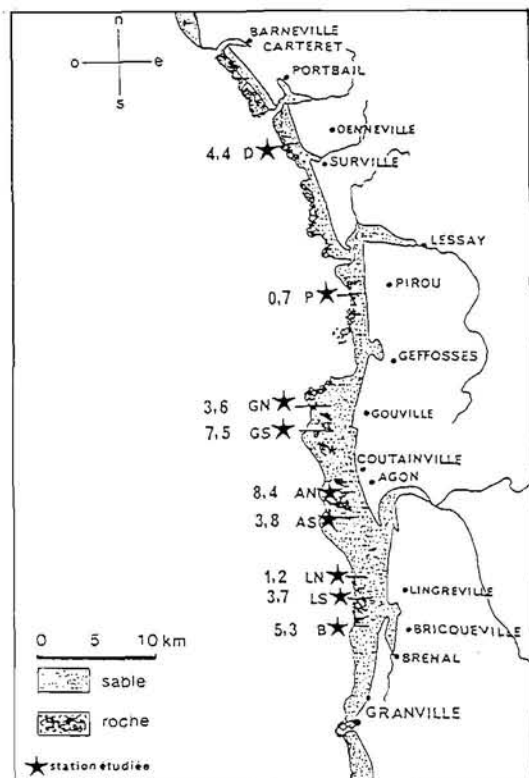 n
o e
s
BARNEVILLE
CARTERET
PORTBAIL
DENNEVILLE
4,4 D
SURVILLE
LESSAY
0,7 P
PIROU
GEFFOSSES
3,6 GN
GOUVILLE
7,5 GS
COUTAINVILLE
AGON
8,4 AN
3,8 AS
1,2 LN
LINGREVILLE
3,7 LS
5,3 B
BRICQUEVILLE
BREHAL
0 5 10 km
sable
GRANVILLE
roche
station étudiée